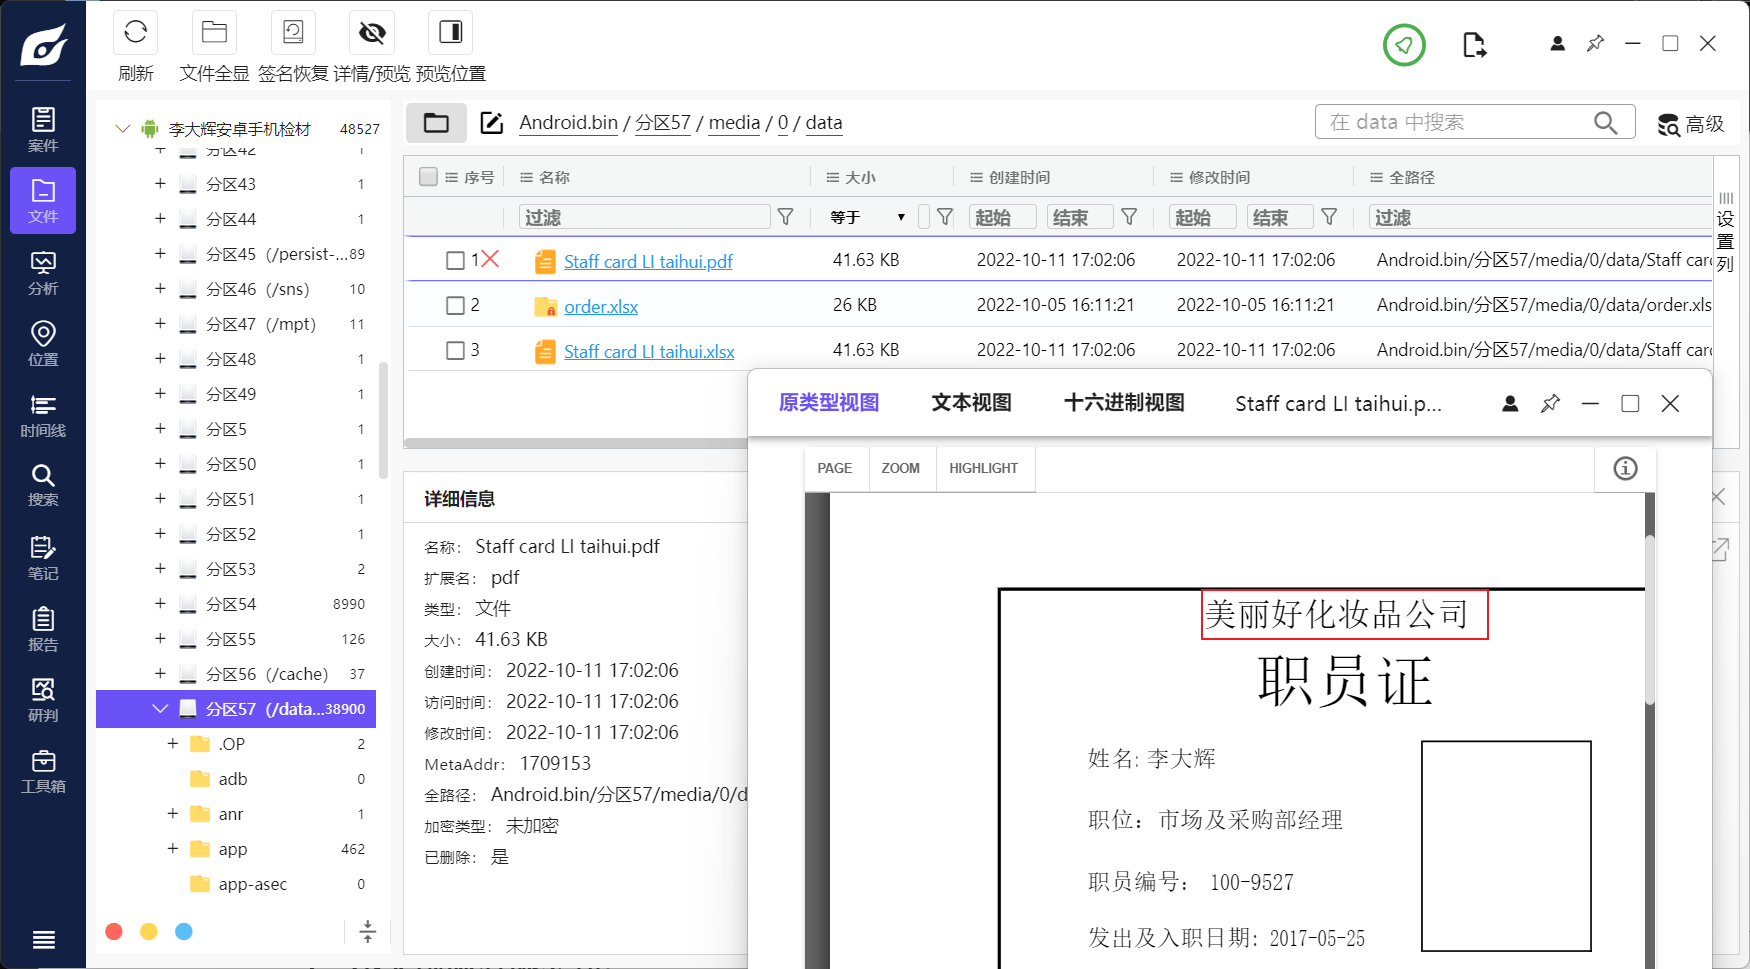 刷新
文件全显
签名恢复
详情/预览
预览位置
案件
文件
分析
位置
时间线
搜索
笔记
报告
研判
工具箱
李大辉安卓手机检材 48527
分区42 1
分区43 1
分区44 1
分区45 (/persist-...89
分区46 (/sns) 10
分区47 (/mpt) 11
分区48 1
分区49 1
分区5 1
分区50 1
分区51 1
分区52 1
分区53 2
分区54 8990
分区55 126
分区56 (/cache) 37
分区57 (/data...38900
.OP 2
adb 0
anr 1
app 462
app-asec 0
Android.bin / 分区57 / media / 0 / data
在 data 中搜索
高级
序号 名称 大小 创建时间 修改时间 全路径
过滤 等于 起始 结束 起始 结束 过滤
1 Staff card LI taihui.pdf 41.63 KB 2022-10-11 17:02:06 2022-10-11 17:02:06 Android.bin/分区57/media/0/data/Staff card
2 order.xlsx 26 KB 2022-10-05 16:11:21 2022-10-05 16:11:21 Android.bin/分区57/media/0/data/order.xls
3 Staff card LI taihui.xlsx 41.63 KB 2022-10-11 17:02:06 2022-10-11 17:02:06 Android.bin/分区57/media/0/data/Staff card
设置列
详细信息
名称: Staff card LI taihui.pdf
扩展名: pdf
类型: 文件
大小: 41.63 KB
创建时间: 2022-10-11 17:02:06
访问时间: 2022-10-11 17:02:06
修改时间: 2022-10-11 17:02:06
MetaAddr: 1709153
全路径: Android.bin/分区57/media/0/d
加密类型: 未加密
已删除: 是
原类型视图 文本视图 十六进制视图 Staff card LI taihui.p...
PAGE ZOOM HIGHLIGHT
美丽好化妆品公司
职员证
姓名: 李大辉
职位: 市场及采购部经理
职员编号: 100-9527
发出及入职日期: 2017-05-25